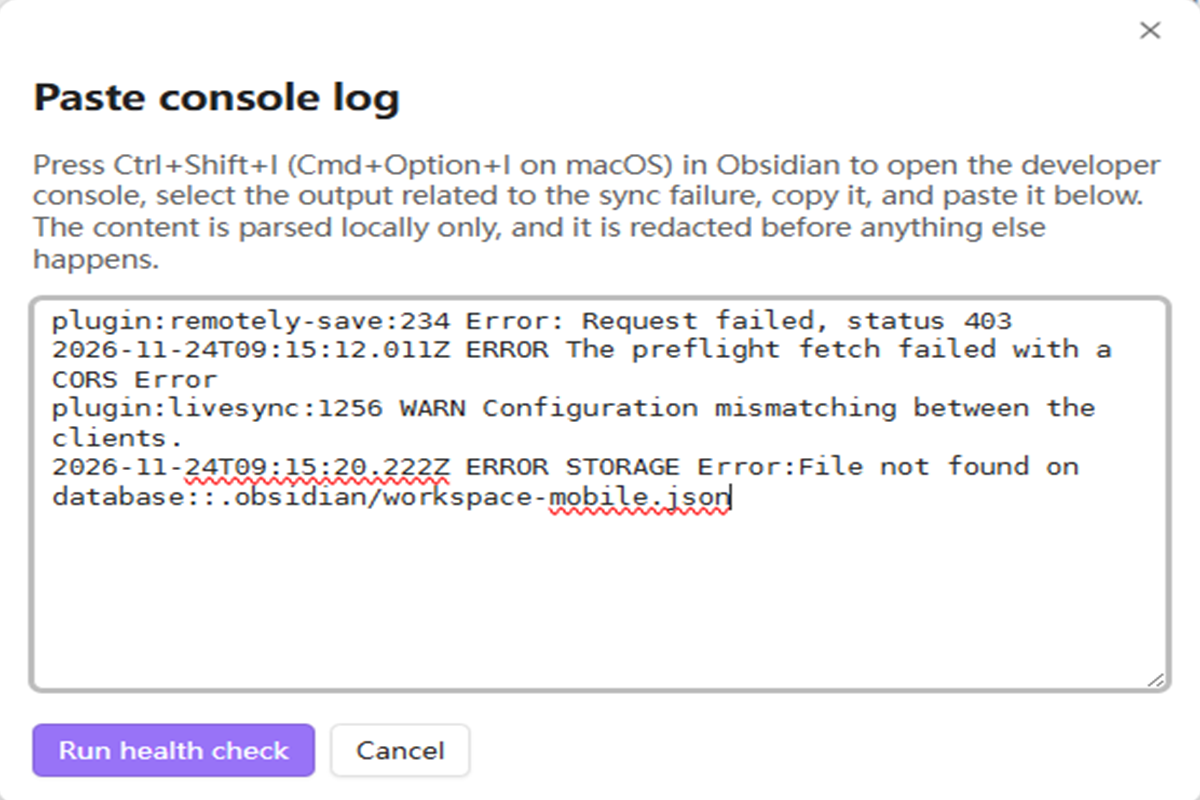 Paste console log
Press Ctrl+Shift+I (Cmd+Option+I on macOS) in Obsidian to open the developer
console, select the output related to the sync failure, copy it, and paste it below.
The content is parsed locally only, and it is redacted before anything else
happens.
plugin:remotely-save:234 Error: Request failed, status 403
2026-11-24T09:15:12.011Z ERROR The preflight fetch failed with a
CORS Error
plugin:livesync:1256 WARN Configuration mismatching between the
clients.
2026-11-24T09:15:20.222Z ERROR STORAGE Error:File not found on
database::.obsidian/workspace-mobile.json
Run health check
Cancel